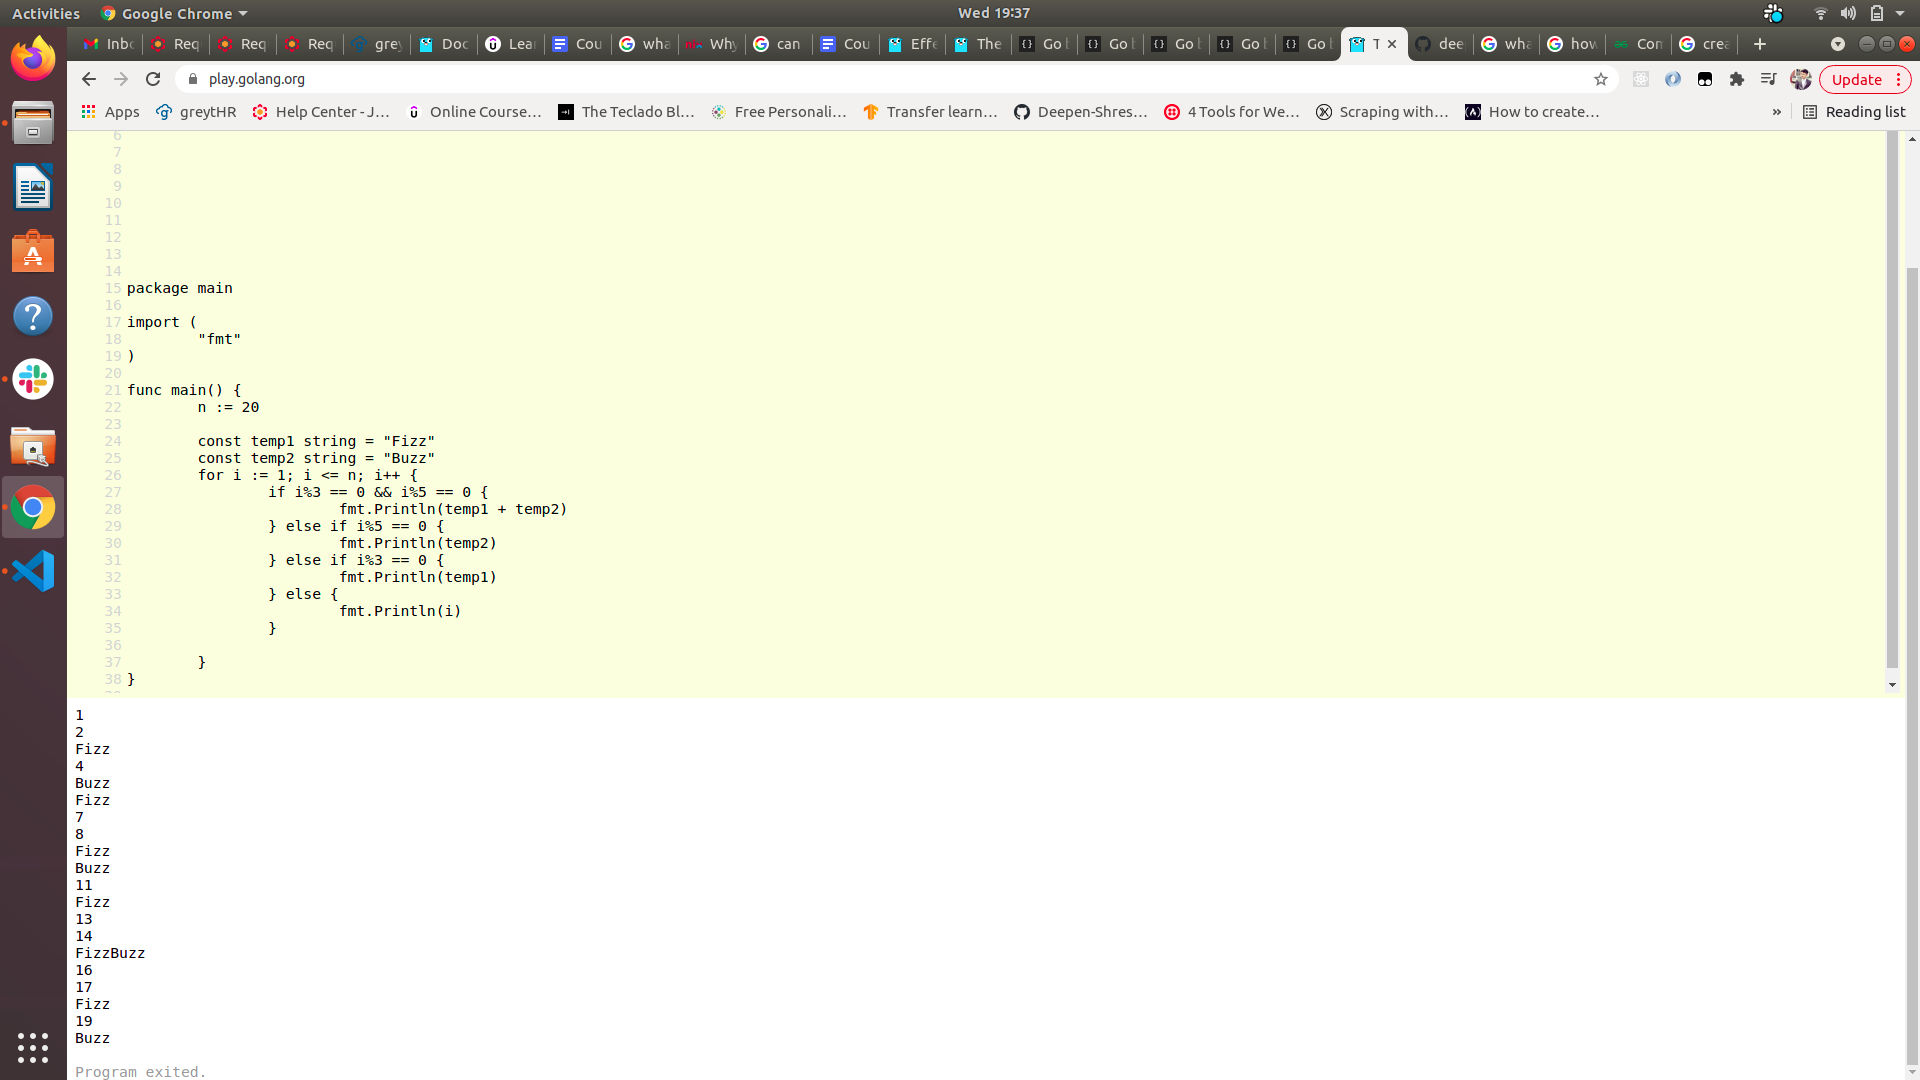 Activities Google Chrome Wed 19:37
Inbo Req Req Req grey Doc Lear Cou wha Why can Cou Effe The Go b Go b Go b Go b Go b T dee wha how Con crea
play.golang.org Update
Apps greytHR Help Center - J... Online Course... The Teclado Bl... Free Personali... Transfer learn... Deepen-Shres... 4 Tools for We... Scraping with... How to create... » Reading list
6
7
8
9
10
11
12
13
14
15 package main
16
17 import (
18 "fmt"
19 )
20
21 func main() {
22 n := 20
23
24 const temp1 string = "Fizz"
25 const temp2 string = "Buzz"
26 for i := 1; i <= n; i++ {
27 if i%3 == 0 && i%5 == 0 {
28 fmt.Println(temp1 + temp2)
29 } else if i%5 == 0 {
30 fmt.Println(temp2)
31 } else if i%3 == 0 {
32 fmt.Println(temp1)
33 } else {
34 fmt.Println(i)
35 }
36
37 }
38 }
1
2
Fizz
4
Buzz
Fizz
7
8
Fizz
Buzz
11
Fizz
13
14
FizzBuzz
16
17
Fizz
19
Buzz
Program exited.